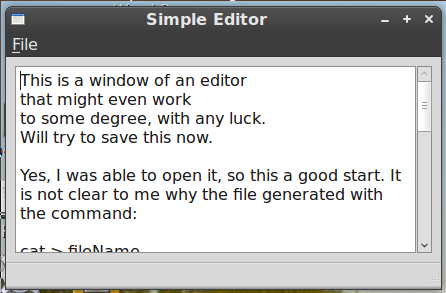 Simple Editor
File
This is a window of an editor
that might even work
to some degree, with any luck.
Will try to save this now.
Yes, I was able to open it, so this a good start. It
is not clear to me why the file generated with
the command:
cat > fileName